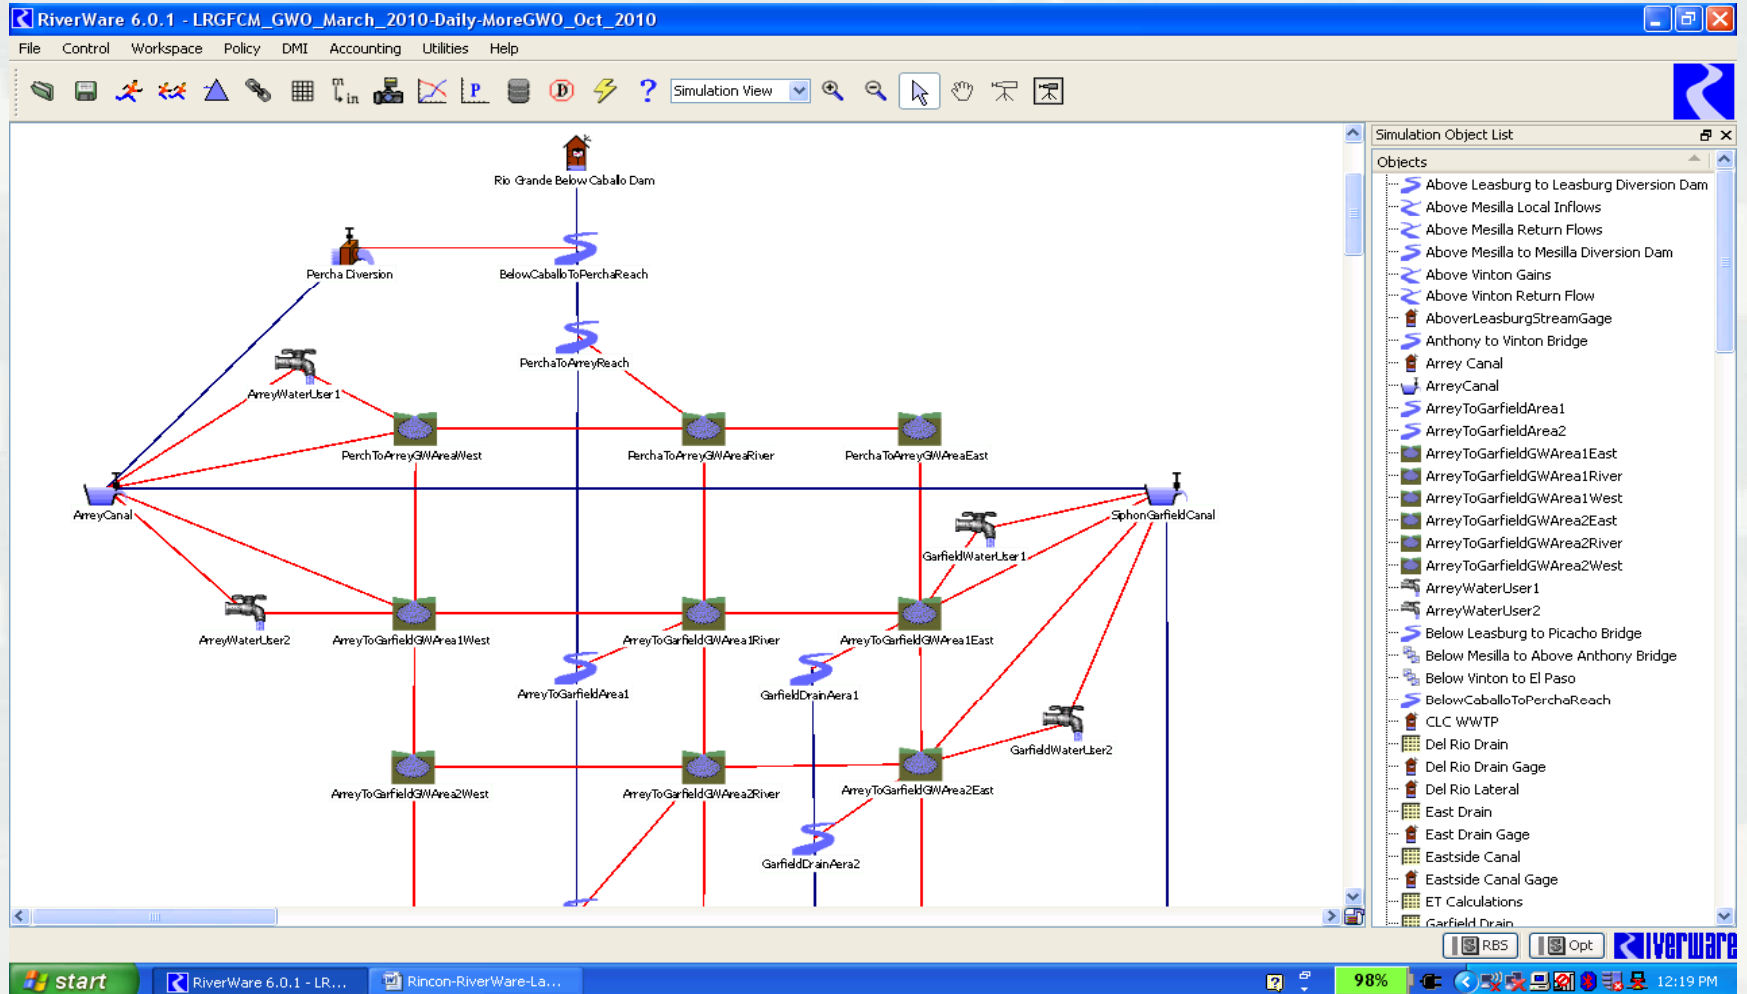 RiverWare 6.0.1 - LRGFCM_GWO_March_2010-Daily-MoreGWO_Oct_2010
File Control Workspace Policy DMI Accounting Utilities Help
m in P D ? Simulation View
Simulation Object List
Objects
Rio Grande Below Caballo Dam
Percha Diversion
BelowCaballoToPerchaReach
PerchaToArreyReach
ArreyWaterUser1
PerchToArreyGWAreaWest
PerchaToArreyGWAreaRiver
PerchaToArreyGWAreaEast
ArreyCanal
SiphonGarfieldCanal
GarfieldWaterUser1
ArreyWaterUser2
ArreyToGarfieldGWArea1West
ArreyToGarfieldGWArea1River
ArreyToGarfieldGWArea1East
ArreyToGarfieldArea1
GarfieldDrainAera1
GarfieldWaterUser2
ArreyToGarfieldGWArea2West
ArreyToGarfieldGWArea2River
ArreyToGarfieldGWArea2East
GarfieldDrainAera2
Above Leasburg to Leasburg Diversion Dam
Above Mesilla Local Inflows
Above Mesilla Return Flows
Above Mesilla to Mesilla Diversion Dam
Above Vinton Gains
Above Vinton Return Flow
AboverLeasburgStreamGage
Anthony to Vinton Bridge
Arrey Canal
ArreyCanal
ArreyToGarfieldArea1
ArreyToGarfieldArea2
ArreyToGarfieldGWArea1East
ArreyToGarfieldGWArea1River
ArreyToGarfieldGWArea1West
ArreyToGarfieldGWArea2East
ArreyToGarfieldGWArea2River
ArreyToGarfieldGWArea2West
ArreyWaterUser1
ArreyWaterUser2
Below Leasburg to Picacho Bridge
Below Mesilla to Above Anthony Bridge
Below Vinton to El Paso
BelowCaballoToPerchaReach
CLC WWTP
Del Rio Drain
Del Rio Drain Gage
Del Rio Lateral
East Drain
East Drain Gage
Eastside Canal
Eastside Canal Gage
ET Calculations
Garfield Drain
S RBS S Opt Riverware
start RiverWare 6.0.1 - LR... Rincon-RiverWare-La... ? 98% 12:19 PM